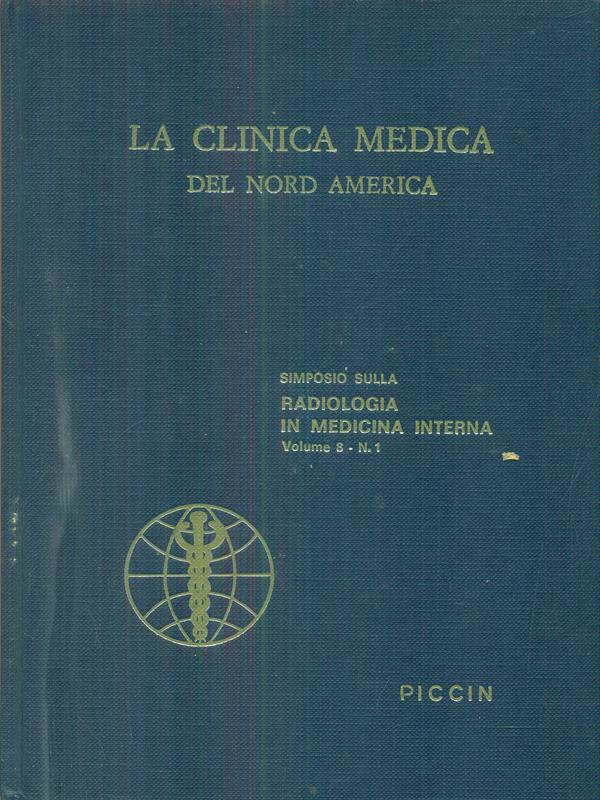 LA CLINICA MEDICA
DEL NORD AMERICA
SIMPOSIO SULLA
RADIOLOGIA
IN MEDICINA INTERNA
Volume 8 - N. 1
PICCIN